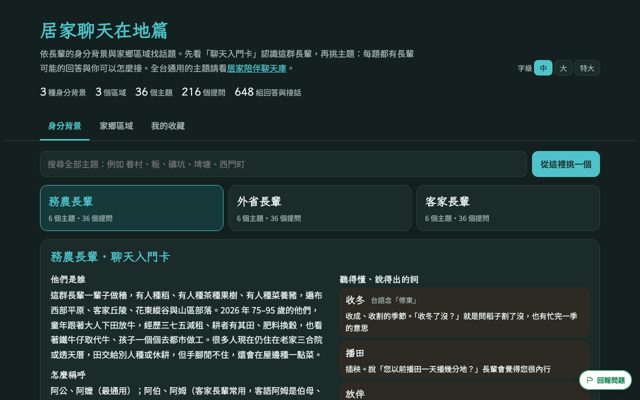 居家聊天在地篇
依長輩的身分背景與家鄉區域找話題。先看「聊天入門卡」認識這群長輩，再挑主題：每題都有長輩
可能的回答與你可以怎麼接。全台通用的主題請看居家陪伴聊天庫。
字級 中 大 特大
3 種身分背景 3 個區域 36 個主題 216 個提問 648 組回答與接話
身分背景 家鄉區域 我的收藏
搜尋全部主題：例如 眷村、粄、礦坑、埤塘、西門町
從這裡挑一個
務農長輩
6 個主題・36 個提問
外省長輩
6 個主題・36 個提問
客家長輩
6 個主題・36 個提問
務農長輩・聊天入門卡
他們是誰
這群長輩一輩子做穡，有人種稻、有人種茶種果樹、有人種菜養豬，遍布
西部平原、客家丘陵、花東縱谷與山區部落。2026 年 75–95 歲的他們，
童年跟著大人下田放牛，經歷三七五減租、耕者有其田、肥料換穀，也看
著鐵牛仔取代牛、孩子一個個去都市做工。很多人現在仍住在老家三合院
或透天厝，田交給別人種或休耕，但手腳閒不住，還會在屋邊種一點菜。
怎麼稱呼
阿公、阿嬤（最通用）；阿伯、阿姆（客家長輩常用，客語阿姆是伯母、
聽得懂、說得出的詞
收冬 台語唸「修東」
收成、收割的季節。「收冬了沒？」就是問稻子割了沒，也有忙完一季
的意思
播田
插秧。說「您以前播田一天播幾分地？」長輩會覺得您很內行
放伴
回報問題